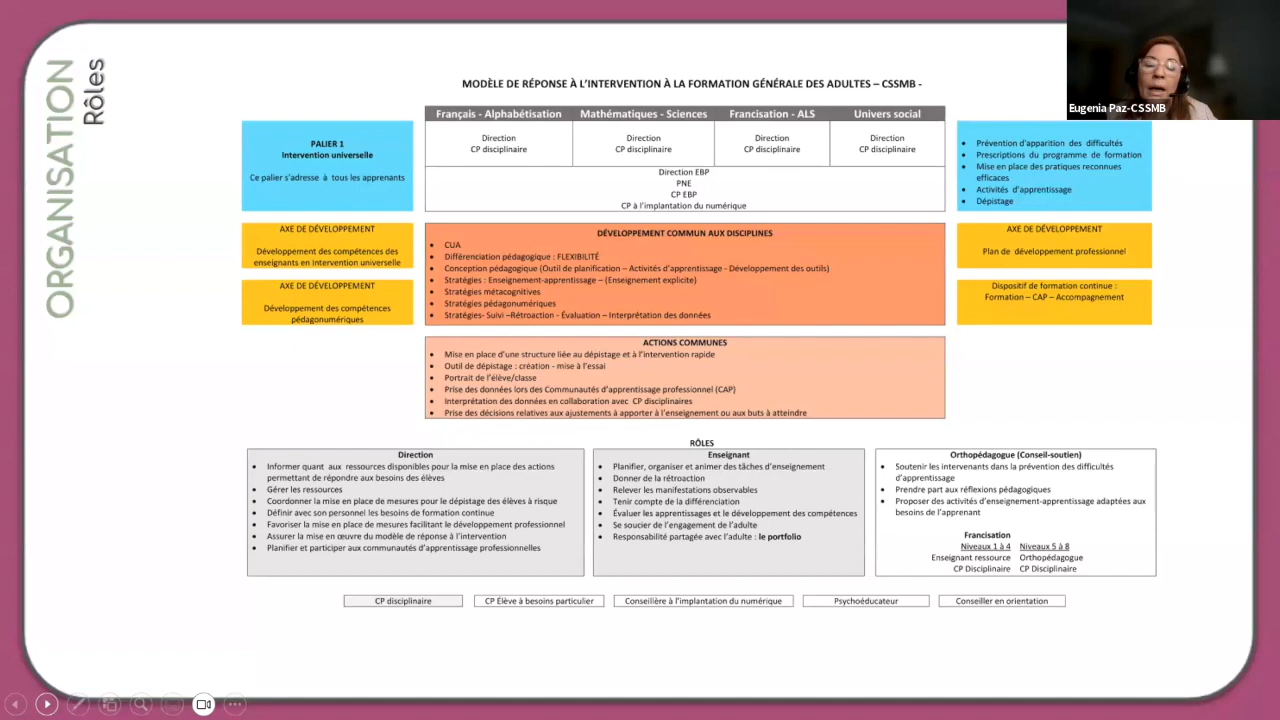 ORGANISATION
Rôles
Eugenia Paz-CSSMB
MODÈLE DE RÉPONSE À L'INTERVENTION À LA FORMATION GÉNÉRALE DES ADULTES – CSSMB -
Français - Alphabétisation
Mathématiques - Sciences
Francisation - ALS
Univers social
Direction
CP disciplinaire
Direction
CP disciplinaire
Direction
CP disciplinaire
Direction
CP disciplinaire
Direction EBP
PNE
CP EBP
CP à l'implantation du numérique
PALIER 1
Intervention universelle
Ce palier s'adresse à tous les apprenants
• Prévention d'apparition des difficultés
• Prescriptions du programme de formation
• Mise en place des pratiques reconnues
efficaces
• Activités d'apprentissage
• Dépistage
AXE DE DÉVELOPPEMENT
Développement des compétences des
enseignants en Intervention universelle
AXE DE DÉVELOPPEMENT
Développement des compétences
pédagonumériques
DÉVELOPPEMENT COMMUN AUX DISCIPLINES
• CUA
• Différenciation pédagogique : FLEXIBILITÉ
• Conception pédagogique (Outil de planification – Activités d'apprentissage - Développement des outils)
• Stratégies : Enseignement-apprentissage – (Enseignement explicite)
• Stratégies métacognitives
• Stratégies pédagonumériques
• Stratégies- Suivi –Rétroaction - Évaluation – Interprétation des données
AXE DE DÉVELOPPEMENT
Plan de développement professionnel
Dispositif de formation continue :
Formation – CAP – Accompagnement
ACTIONS COMMUNES
• Mise en place d'une structure liée au dépistage et à l'intervention rapide
• Outil de dépistage : création - mise à l'essai
• Portrait de l'élève/classe
• Prise des données lors des Communautés d'apprentissage professionnel (CAP)
• Interprétation des données en collaboration avec CP disciplinaires
• Prise des décisions relatives aux ajustements à apporter à l'enseignement ou aux buts à atteindre
RÔLES
Direction
• Informer quant aux ressources disponibles pour la mise en place des actions
permettant de répondre aux besoins des élèves
• Gérer les ressources
• Coordonner la mise en place de mesures pour le dépistage des élèves à risque
• Définir avec son personnel les besoins de formation continue
• Favoriser la mise en place de mesures facilitant le développement professionnel
• Assurer la mise en œuvre du modèle de réponse à l'intervention
• Planifier et participer aux communautés d'apprentissage professionnelles
Enseignant
• Planifier, organiser et animer des tâches d'enseignement
• Donner de la rétroaction
• Relever les manifestations observables
• Tenir compte de la différenciation
• Évaluer les apprentissages et le développement des compétences
• Se soucier de l'engagement de l'adulte
• Responsabilité partagée avec l'adulte : le portfolio
Orthopédagogue (Conseil-soutien)
• Soutenir les intervenants dans la prévention des difficultés
d'apprentissage
• Prendre part aux réflexions pédagogiques
• Proposer des activités d'enseignement-apprentissage adaptées aux
besoins de l'apprenant
Francisation
Niveaux 1 à 4 Niveaux 5 à 8
Enseignant ressource Orthopédagogue
CP Disciplinaire CP Disciplinaire
CP disciplinaire
CP Élève à besoins particulier
Conseilière à l'implantation du numérique
Psychoéducateur
Conseiller en orientation